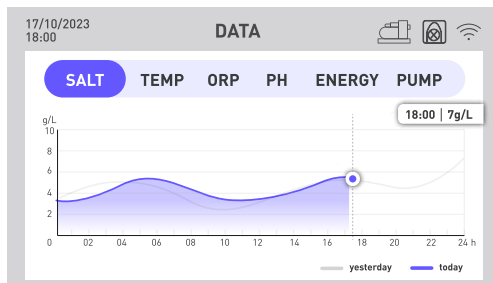 17/10/2023
18:00
DATA
SALT TEMP ORP PH ENERGY PUMP
18:00 | 7g/L
g/L
10
8
6
4
2
0 02 04 06 08 10 12 14 16 18 20 22 24 h
yesterday today